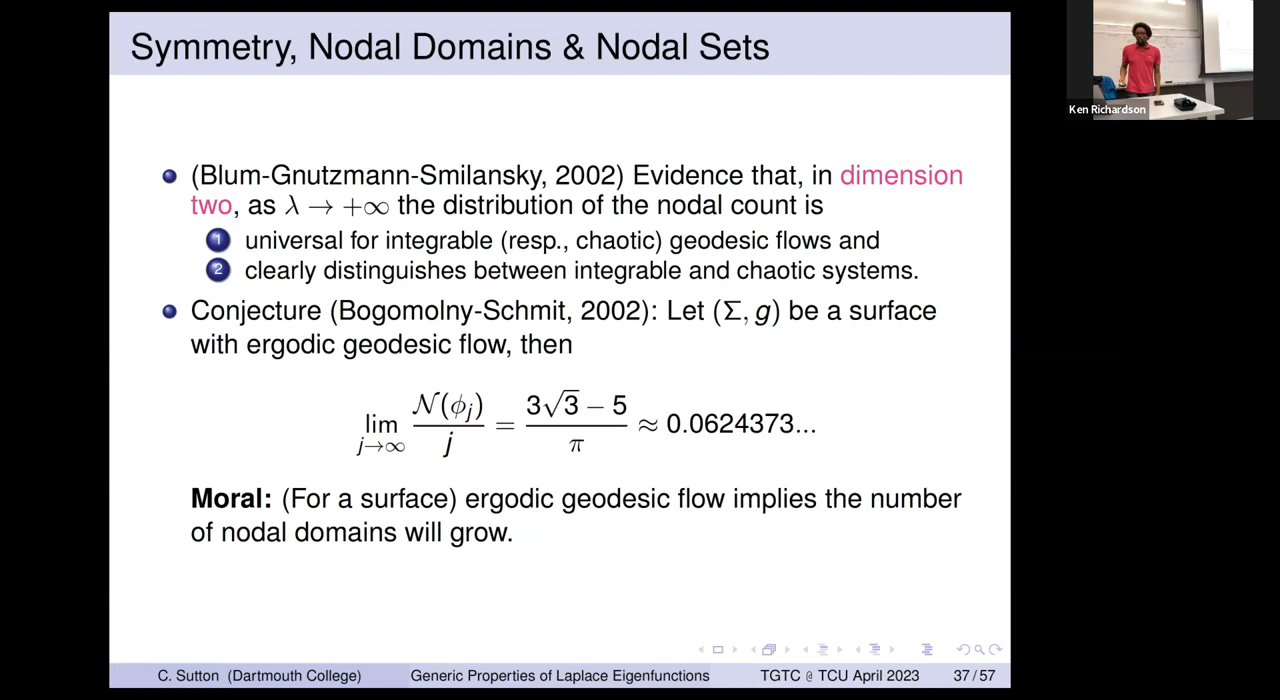 Symmetry, Nodal Domains & Nodal Sets
Ken Richardson
(Blum-Gnutzmann-Smilansky, 2002) Evidence that, in dimension
two, as λ → +∞ the distribution of the nodal count is
1 universal for integrable (resp., chaotic) geodesic flows and
2 clearly distinguishes between integrable and chaotic systems.
Conjecture (Bogomolny-Schmit, 2002): Let (Σ, g) be a surface
with ergodic geodesic flow, then
lim_{j→∞} 𝒩(ϕ_j)/j = (3√3 − 5)/π ≈ 0.0624373...
Moral: (For a surface) ergodic geodesic flow implies the number
of nodal domains will grow.
C. Sutton (Dartmouth College) Generic Properties of Laplace Eigenfunctions TGTC @ TCU April 2023 37 / 57